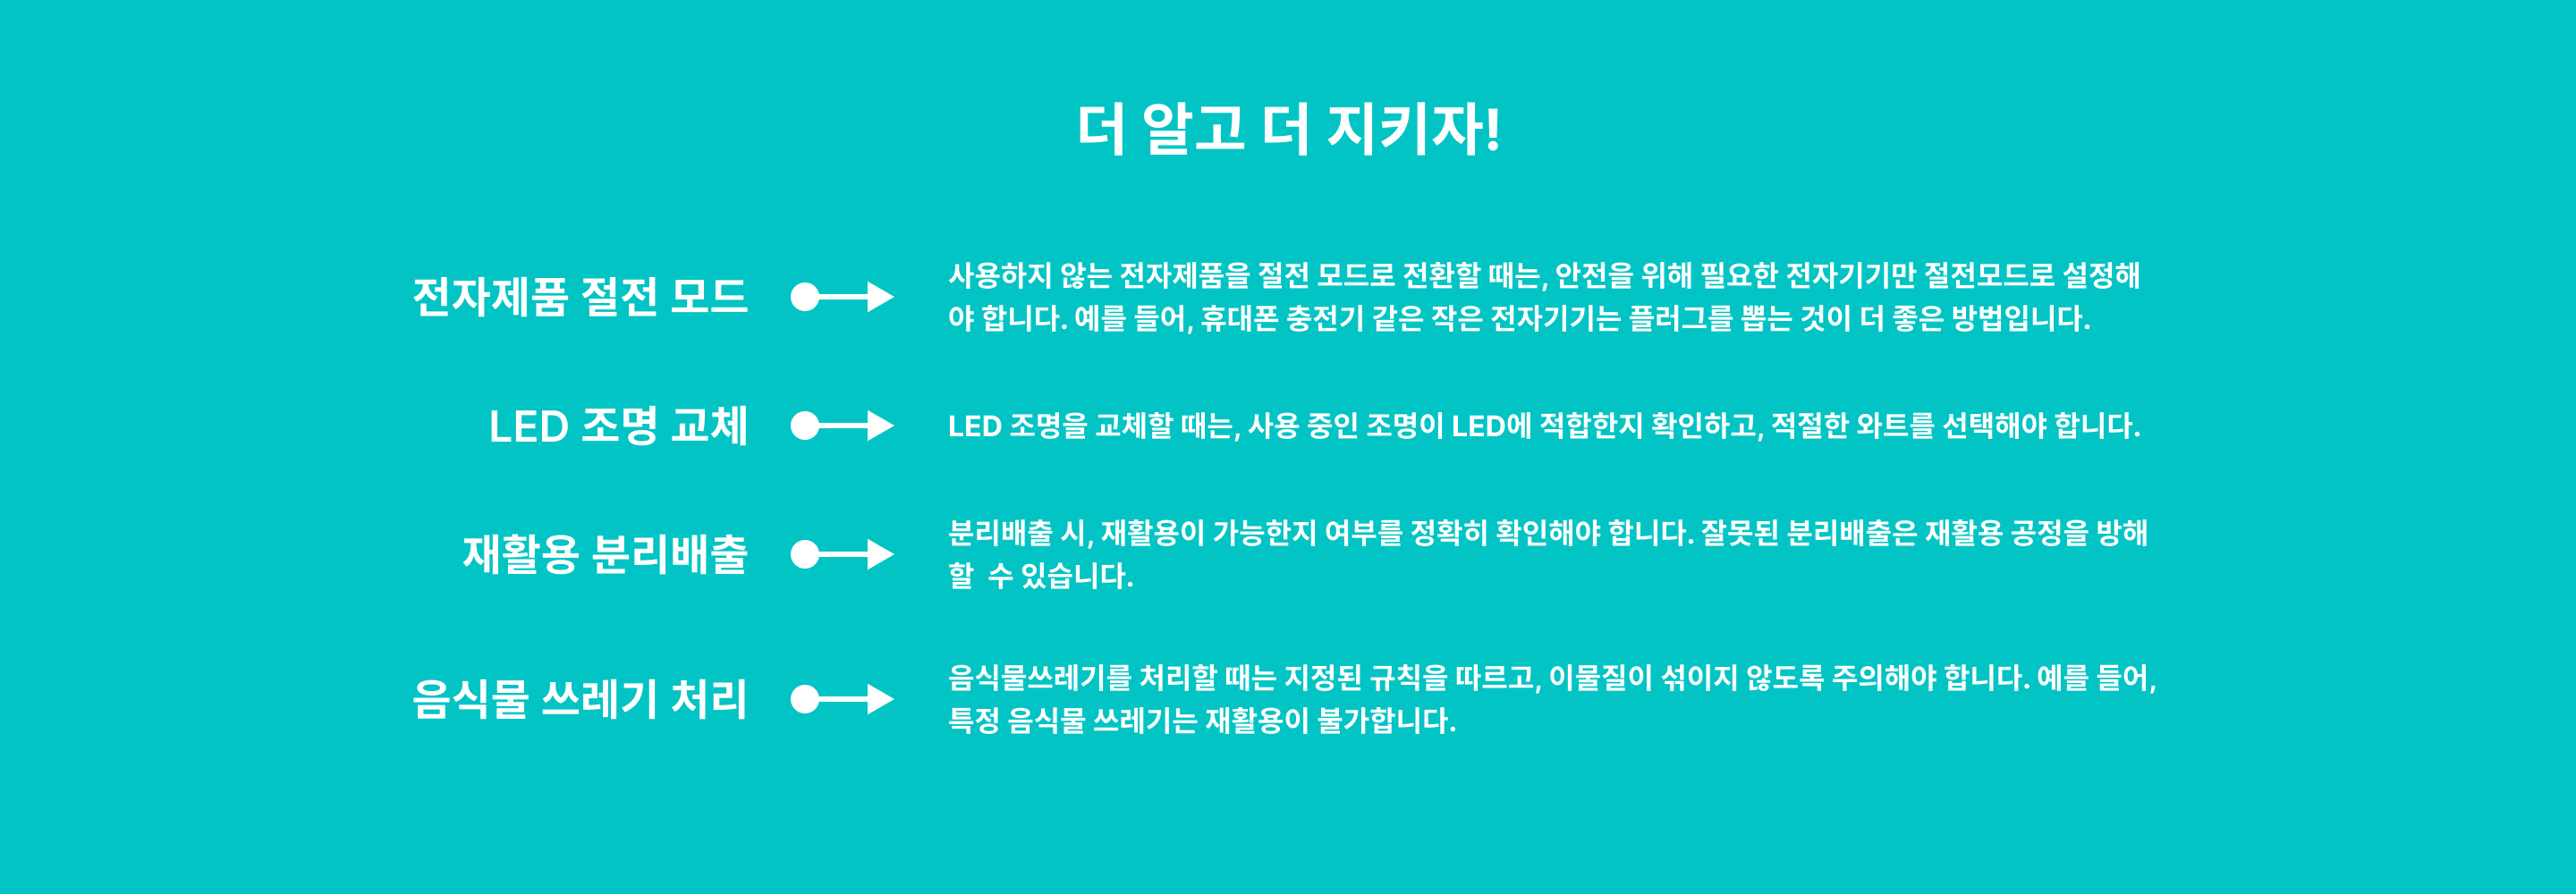 더 알고 더 지키자!
전자제품 절전 모드
사용하지 않는 전자제품을 절전 모드로 전환할 때는, 안전을 위해 필요한 전자기기만 절전모드로 설정해
야 합니다. 예를 들어, 휴대폰 충전기 같은 작은 전자기기는 플러그를 뽑는 것이 더 좋은 방법입니다.
LED 조명 교체
LED 조명을 교체할 때는, 사용 중인 조명이 LED에 적합한지 확인하고, 적절한 와트를 선택해야 합니다.
재활용 분리배출
분리배출 시, 재활용이 가능한지 여부를 정확히 확인해야 합니다. 잘못된 분리배출은 재활용 공정을 방해
할  수 있습니다.
음식물 쓰레기 처리
음식물쓰레기를 처리할 때는 지정된 규칙을 따르고, 이물질이 섞이지 않도록 주의해야 합니다. 예를 들어,
특정 음식물 쓰레기는 재활용이 불가합니다.